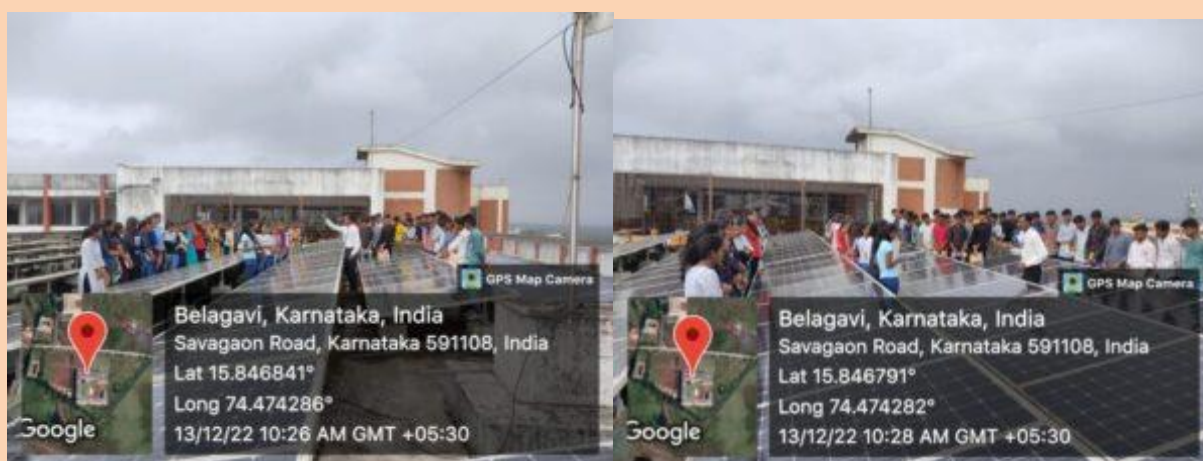 GPS Map Camera
Belagavi, Karnataka, India
Savagaon Road, Karnataka 591108, India
Lat 15.846841°
Long 74.474286°
13/12/22 10:26 AM GMT +05:30
Google
GPS Map Camera
Belagavi, Karnataka, India
Savagaon Road, Karnataka 591108, India
Lat 15.846791°
Long 74.474282°
13/12/22 10:28 AM GMT +05:30
Google